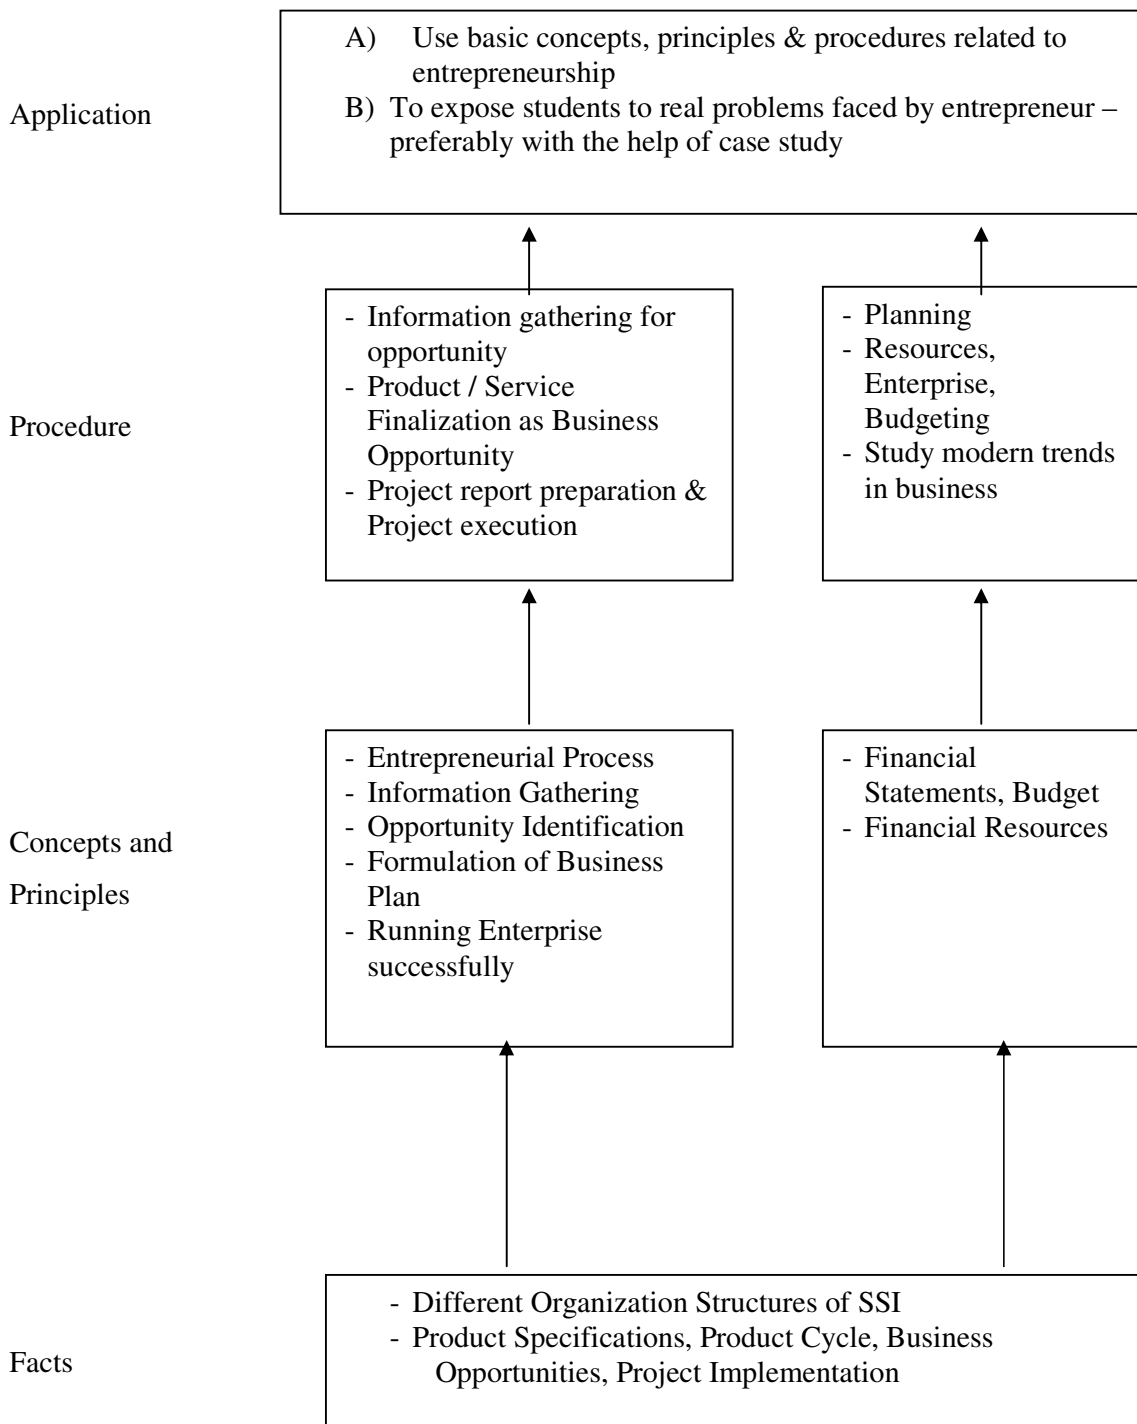 A) Use basic concepts, principles & procedures related to
entrepreneurship
B) To expose students to real problems faced by entrepreneur –
preferably with the help of case study
Application
- Information gathering for
opportunity
- Product / Service
Finalization as Business
Opportunity
- Project report preparation &
Project execution
- Planning
- Resources,
Enterprise,
Budgeting
- Study modern trends
in business
Procedure
- Entrepreneurial Process
- Information Gathering
- Opportunity Identification
- Formulation of Business
Plan
- Running Enterprise
successfully
- Financial
Statements, Budget
- Financial Resources
Concepts and
Principles
- Different Organization Structures of SSI
- Product Specifications, Product Cycle, Business
Opportunities, Project Implementation
Facts